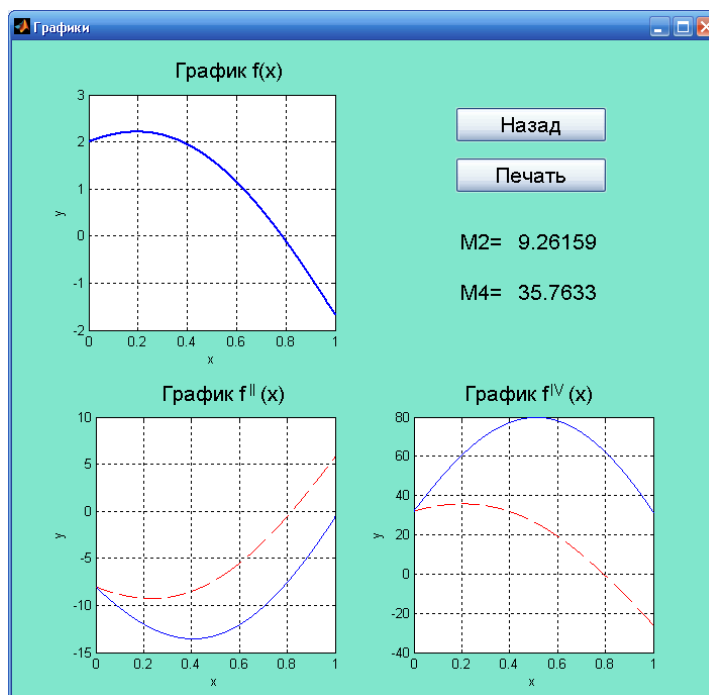 Графики
График f(x)
3
2
1
0
-1
-2
y
0 0.2 0.4 0.6 0.8 1
x
Назад
Печать
M2= 9.26159
M4= 35.7633
График f II (x)
10
5
0
-5
-10
-15
y
0 0.2 0.4 0.6 0.8 1
x
График f IV (x)
80
60
40
20
0
-20
-40
y
0 0.2 0.4 0.6 0.8 1
x